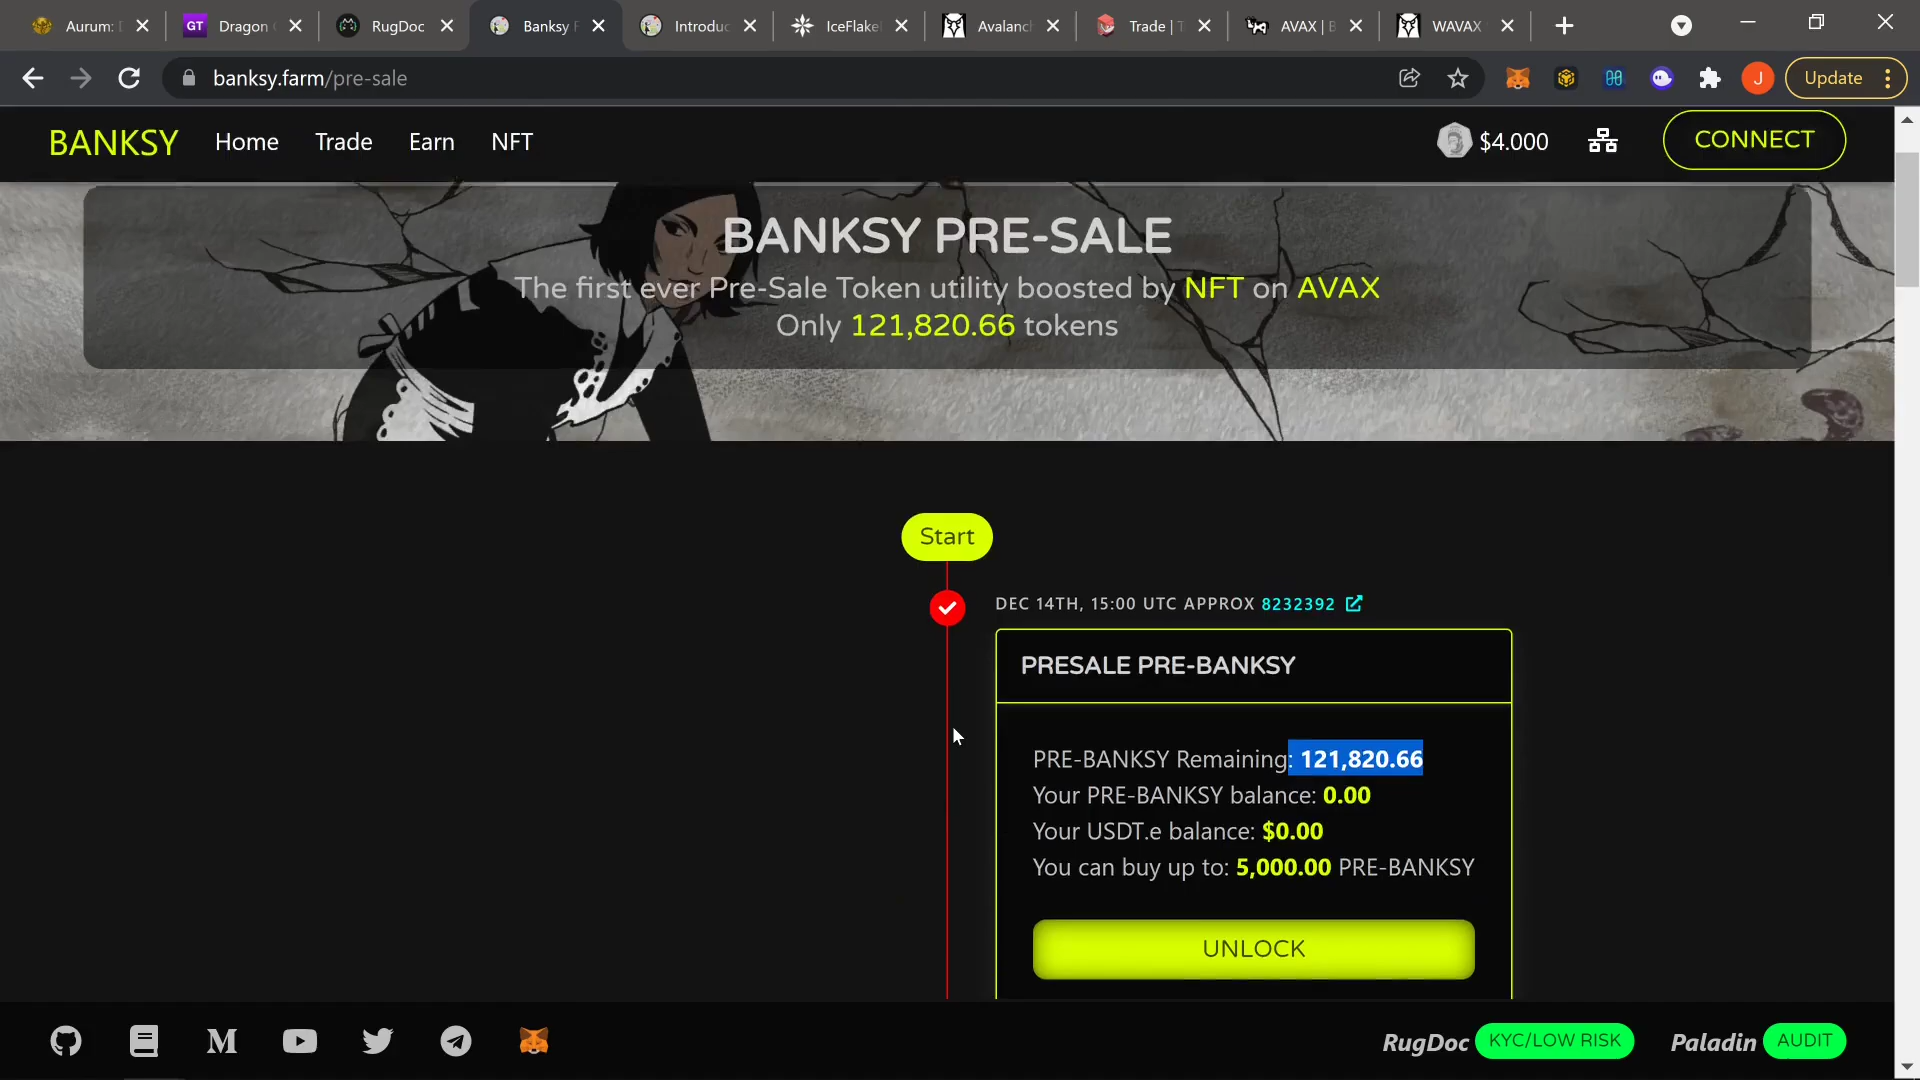 Aurum: D
GT
Dragon
RugDoc
Banksy F
Introduc
IceFlake
Avalanc
Trade | T
AVAX | B
WAVAX
banksy.farm/pre-sale
J
Update
BANKSY
Home
Trade
Earn
NFT
$4.000
CONNECT
BANKSY PRE-SALE
The first ever Pre-Sale Token utility boosted by NFT on AVAX
Only 121,820.66 tokens
Start
DEC 14TH, 15:00 UTC APPROX 8232392
PRESALE PRE-BANKSY
PRE-BANKSY Remaining: 121,820.66
Your PRE-BANKSY balance: 0.00
Your USDT.e balance: $0.00
You can buy up to: 5,000.00 PRE-BANKSY
UNLOCK
RugDoc KYC/LOW RISK
Paladin AUDIT